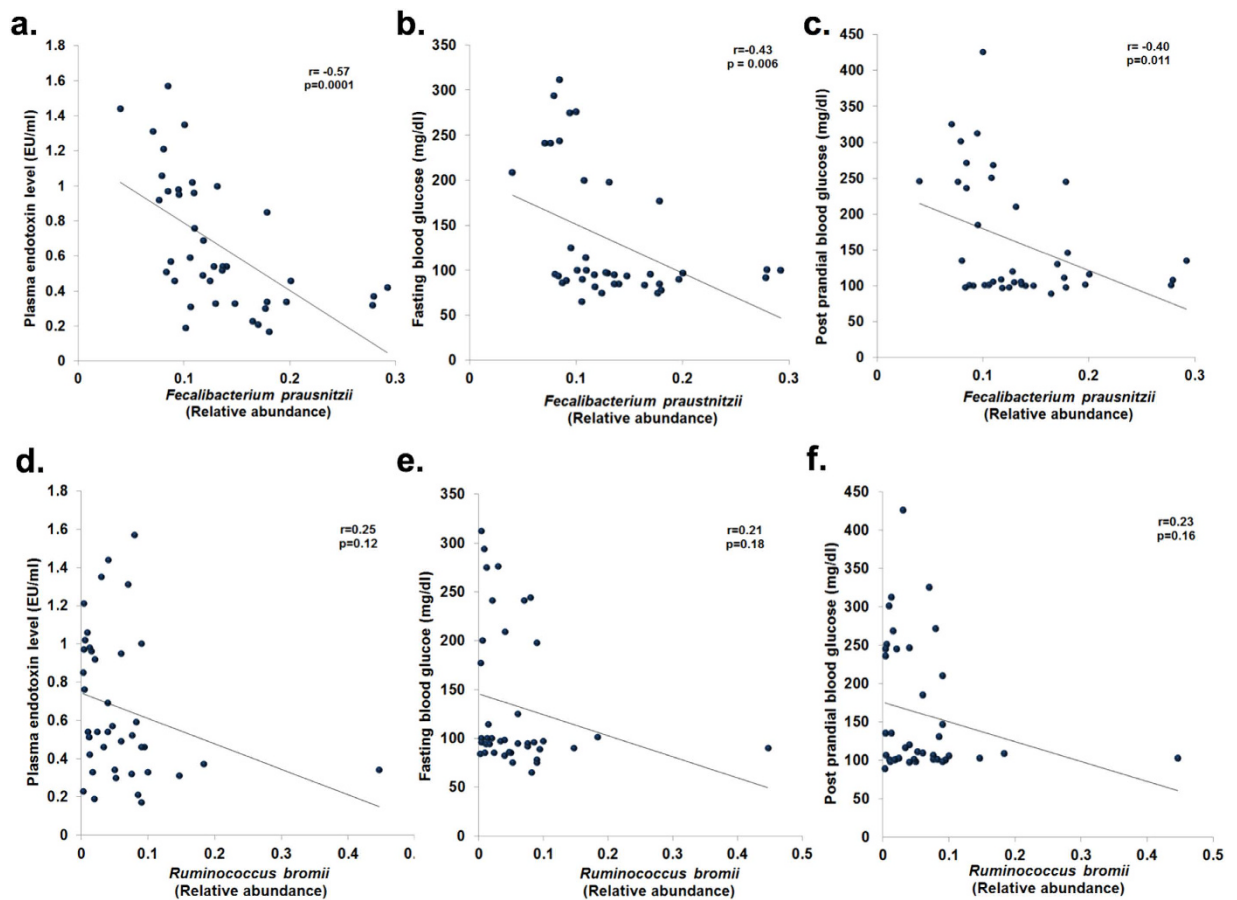 a.
1.8
1.6
1.4
1.2
1
0.8
0.6
0.4
0.2
0
Plasma endotoxin level (EU/ml)
r= -0.57
p=0.0001
0
0.1
0.2
0.3
Fecalibacterium prausnitzii
(Relative abundance)
b.
350
300
250
200
150
100
50
0
Fasting blood glucose (mg/dl)
r=-0.43
p = 0.006
0
0.1
0.2
0.3
Fecalibacterium praustnitzii
(Relative abundance)
c.
450
400
350
300
250
200
150
100
50
0
Post prandial blood glucose (mg/dl)
r= -0.40
p=0.011
0
0.1
0.2
0.3
Fecalibacterium prausnitzii
(Relative abundance)
d.
1.8
1.6
1.4
1.2
1
0.8
0.6
0.4
0.2
0
Plasma endotoxin level (EU/ml)
r=0.25
p=0.12
0
0.1
0.2
0.3
0.4
0.
Ruminococcus bromii
(Relative abundance)
e.
350
300
250
200
150
100
50
0
Fasting blood glucoe (mg/dl)
r=0.21
p=0.18
0
0.1
0.2
0.3
0.4
0.5
Ruminococcus bromii
(Relative abundance)
f.
450
400
350
300
250
200
150
100
50
0
Post prandial blood glucose (mg/dl)
r=0.23
p=0.16
0
0.1
0.2
0.3
0.4
0.5
Ruminococcus bromii
(Relative abundance)